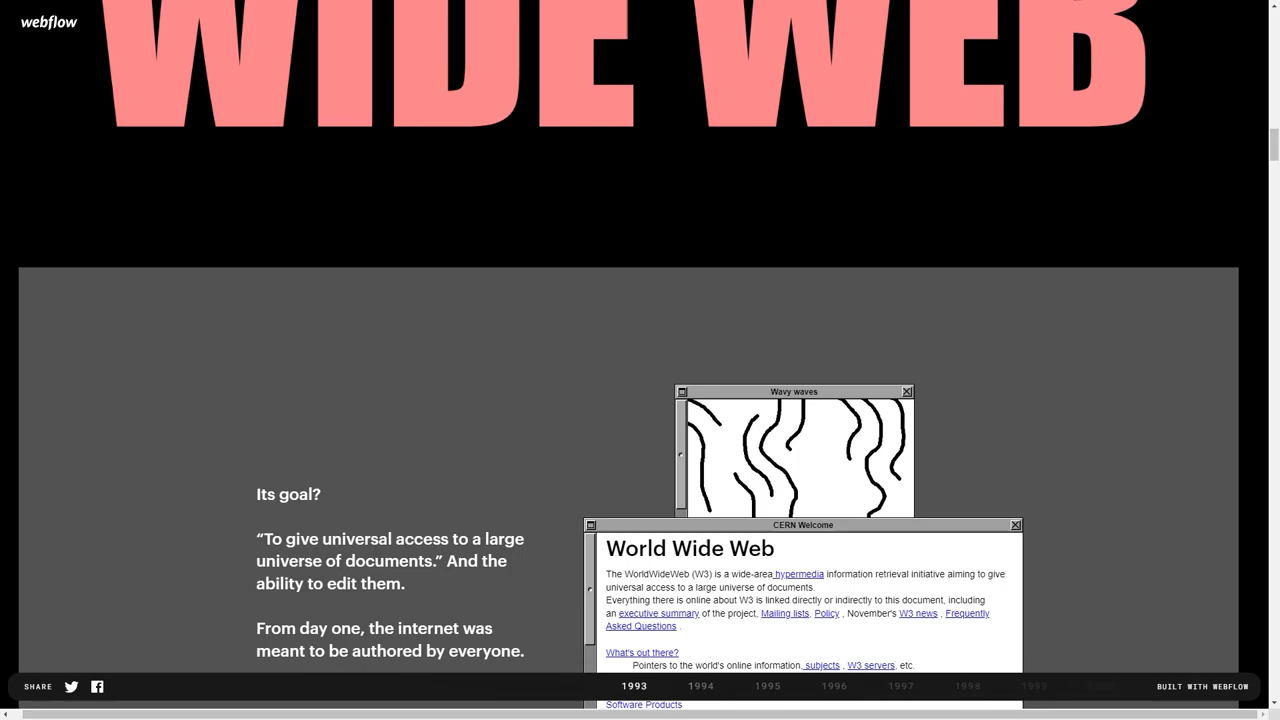 webflow
WIDE WEB
Wavy waves
Its goal?
“To give universal access to a large
universe of documents.” And the
ability to edit them.
From day one, the internet was
meant to be authored by everyone.
CERN Welcome
World Wide Web
The WorldWideWeb (W3) is a wide-area hypermedia information retrieval initiative aiming to give
universal access to a large universe of documents.
Everything there is online about W3 is linked directly or indirectly to this document, including
an executive summary of the project, Mailing lists, Policy , November's W3 news , Frequently
Asked Questions .
What's out there?
Pointers to the world's online information, subjects , W3 servers, etc.
Software Products
SHARE 1993 1994 1995 1996 1997 1998 1999 BUILT WITH WEBFLOW